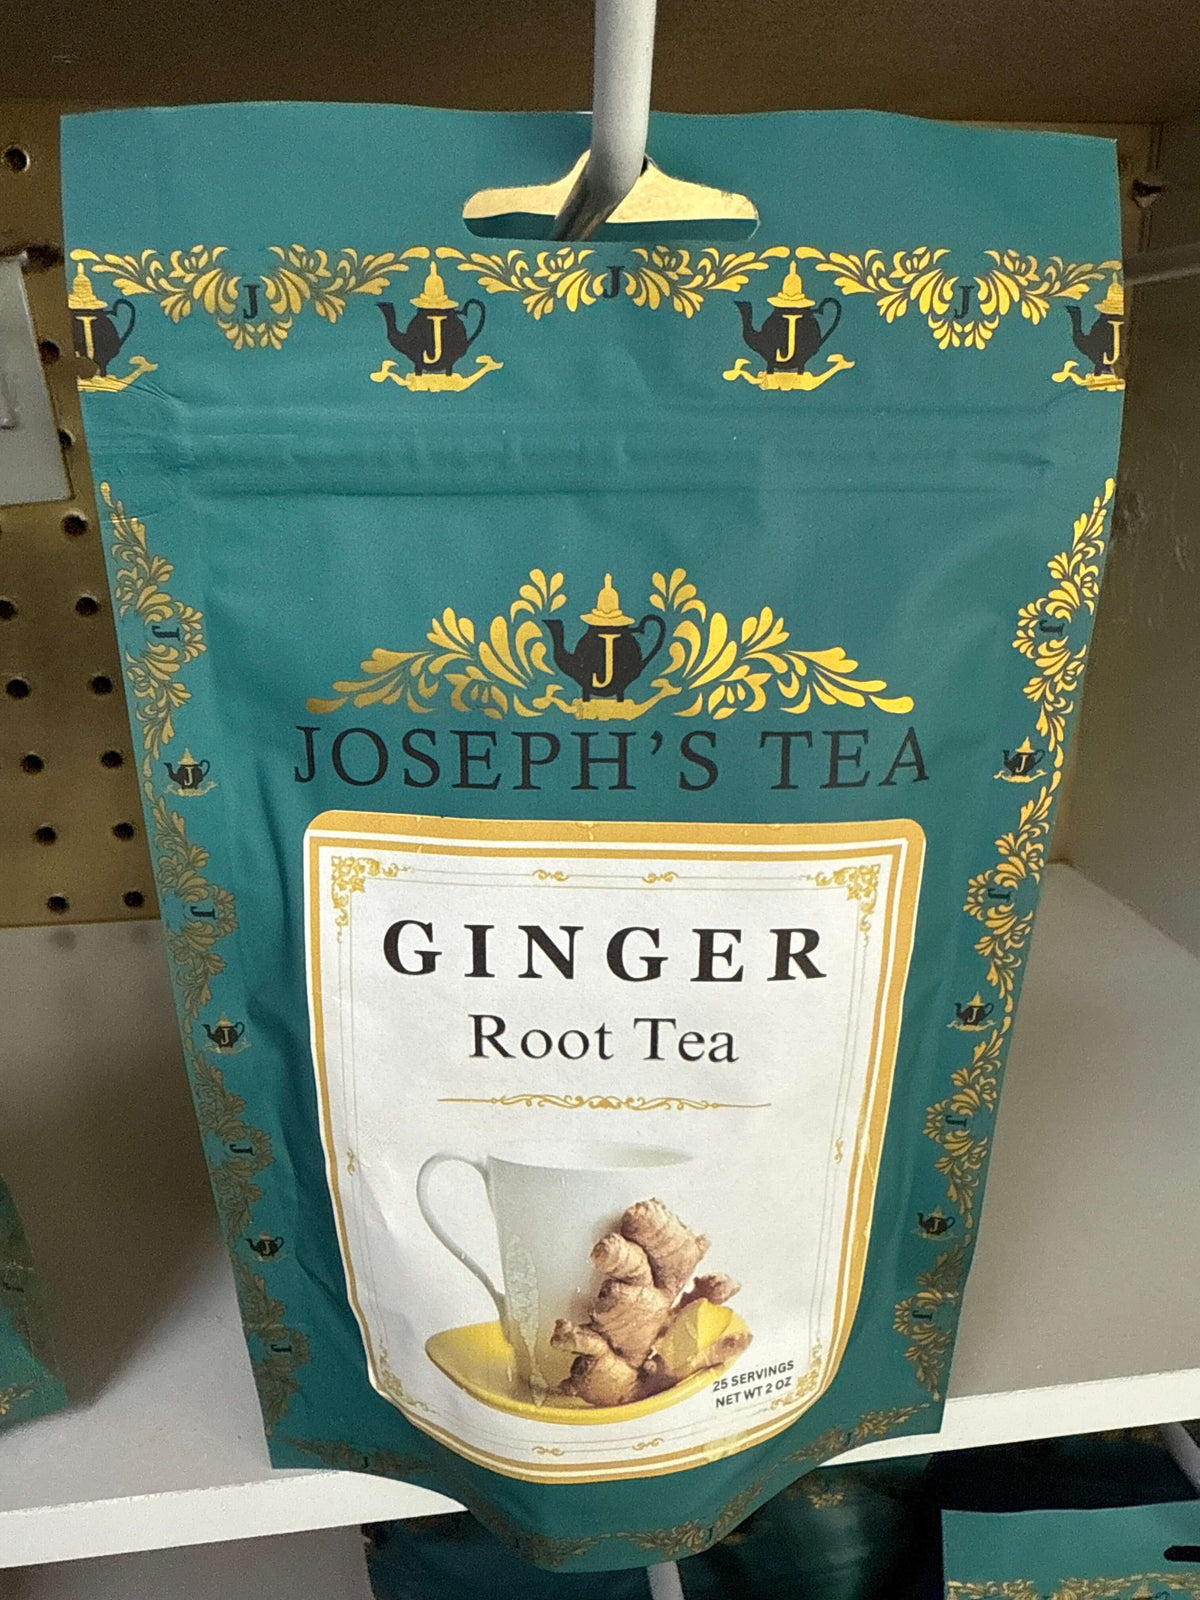 J J J
J J J J
J
JOSEPH'S TEA
GINGER
Root Tea
25 SERVINGS
NET WT 2 OZ